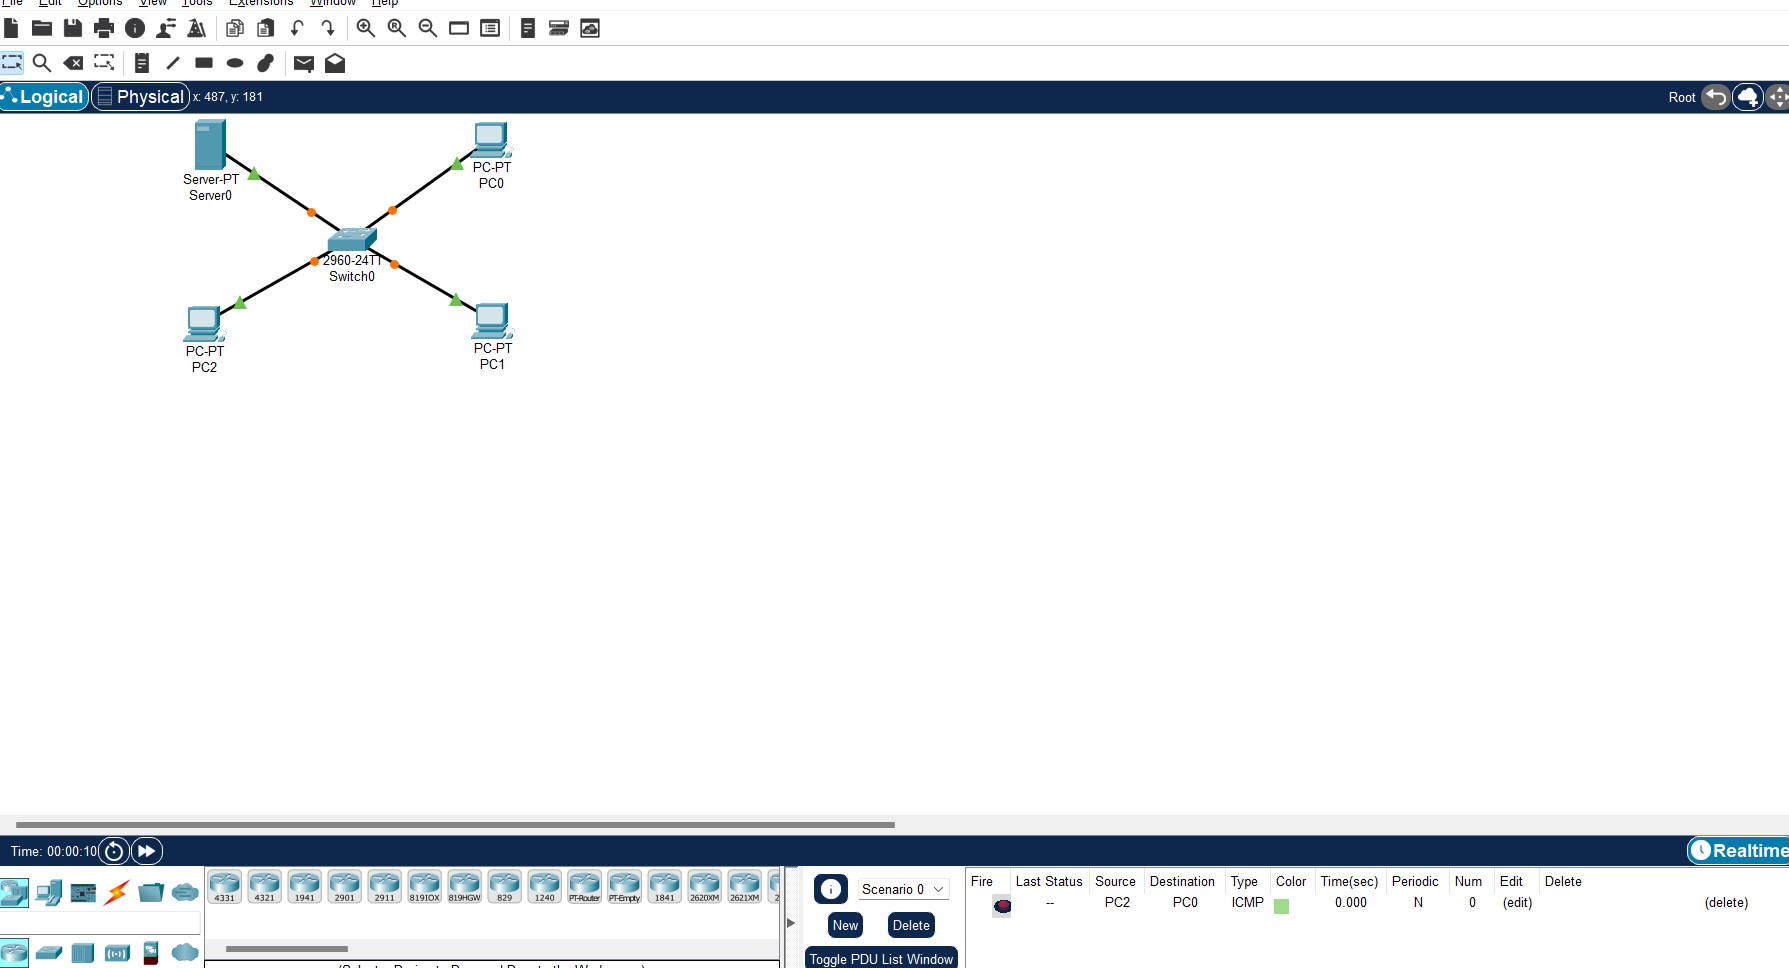 File Edit Options View Tools Extensions Window Help
Logical Physical x: 487, y: 181 Root
Server-PT
Server0
PC-PT
PC0
2960-24TT
Switch0
PC-PT
PC2
PC-PT
PC1
Time: 00:00:10 Realtime
4331 4321 1941 2901 2911 819IOX 819HGW 829 1240 PT-Router PT-Empty 1841 2620XM 2621XM 2
Scenario 0
New Delete
Toggle PDU List Window
Fire Last Status Source Destination Type Color Time(sec) Periodic Num Edit Delete
-- PC2 PC0 ICMP 0.000 N 0 (edit) (delete)